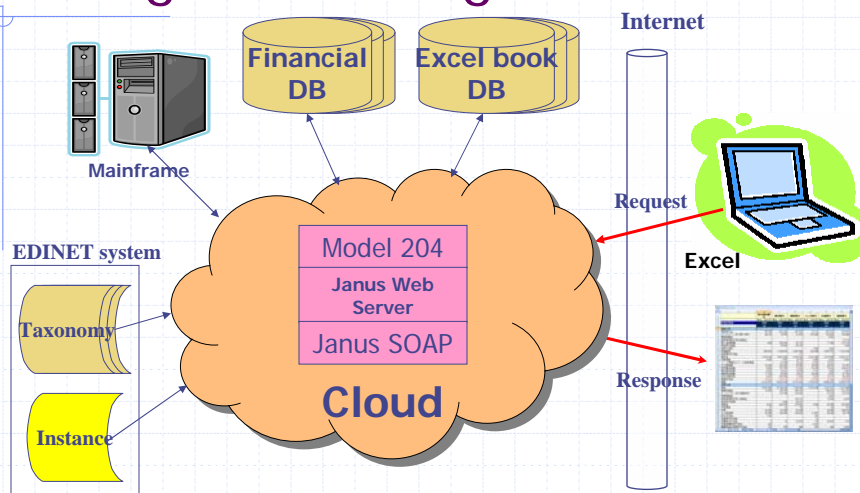 Internet
Financial
DB
Excel book
DB
Mainframe
Request
Excel
EDINET system
Model 204
Janus Web
Server
Janus SOAP
Taxonomy
Response
Cloud
Instance